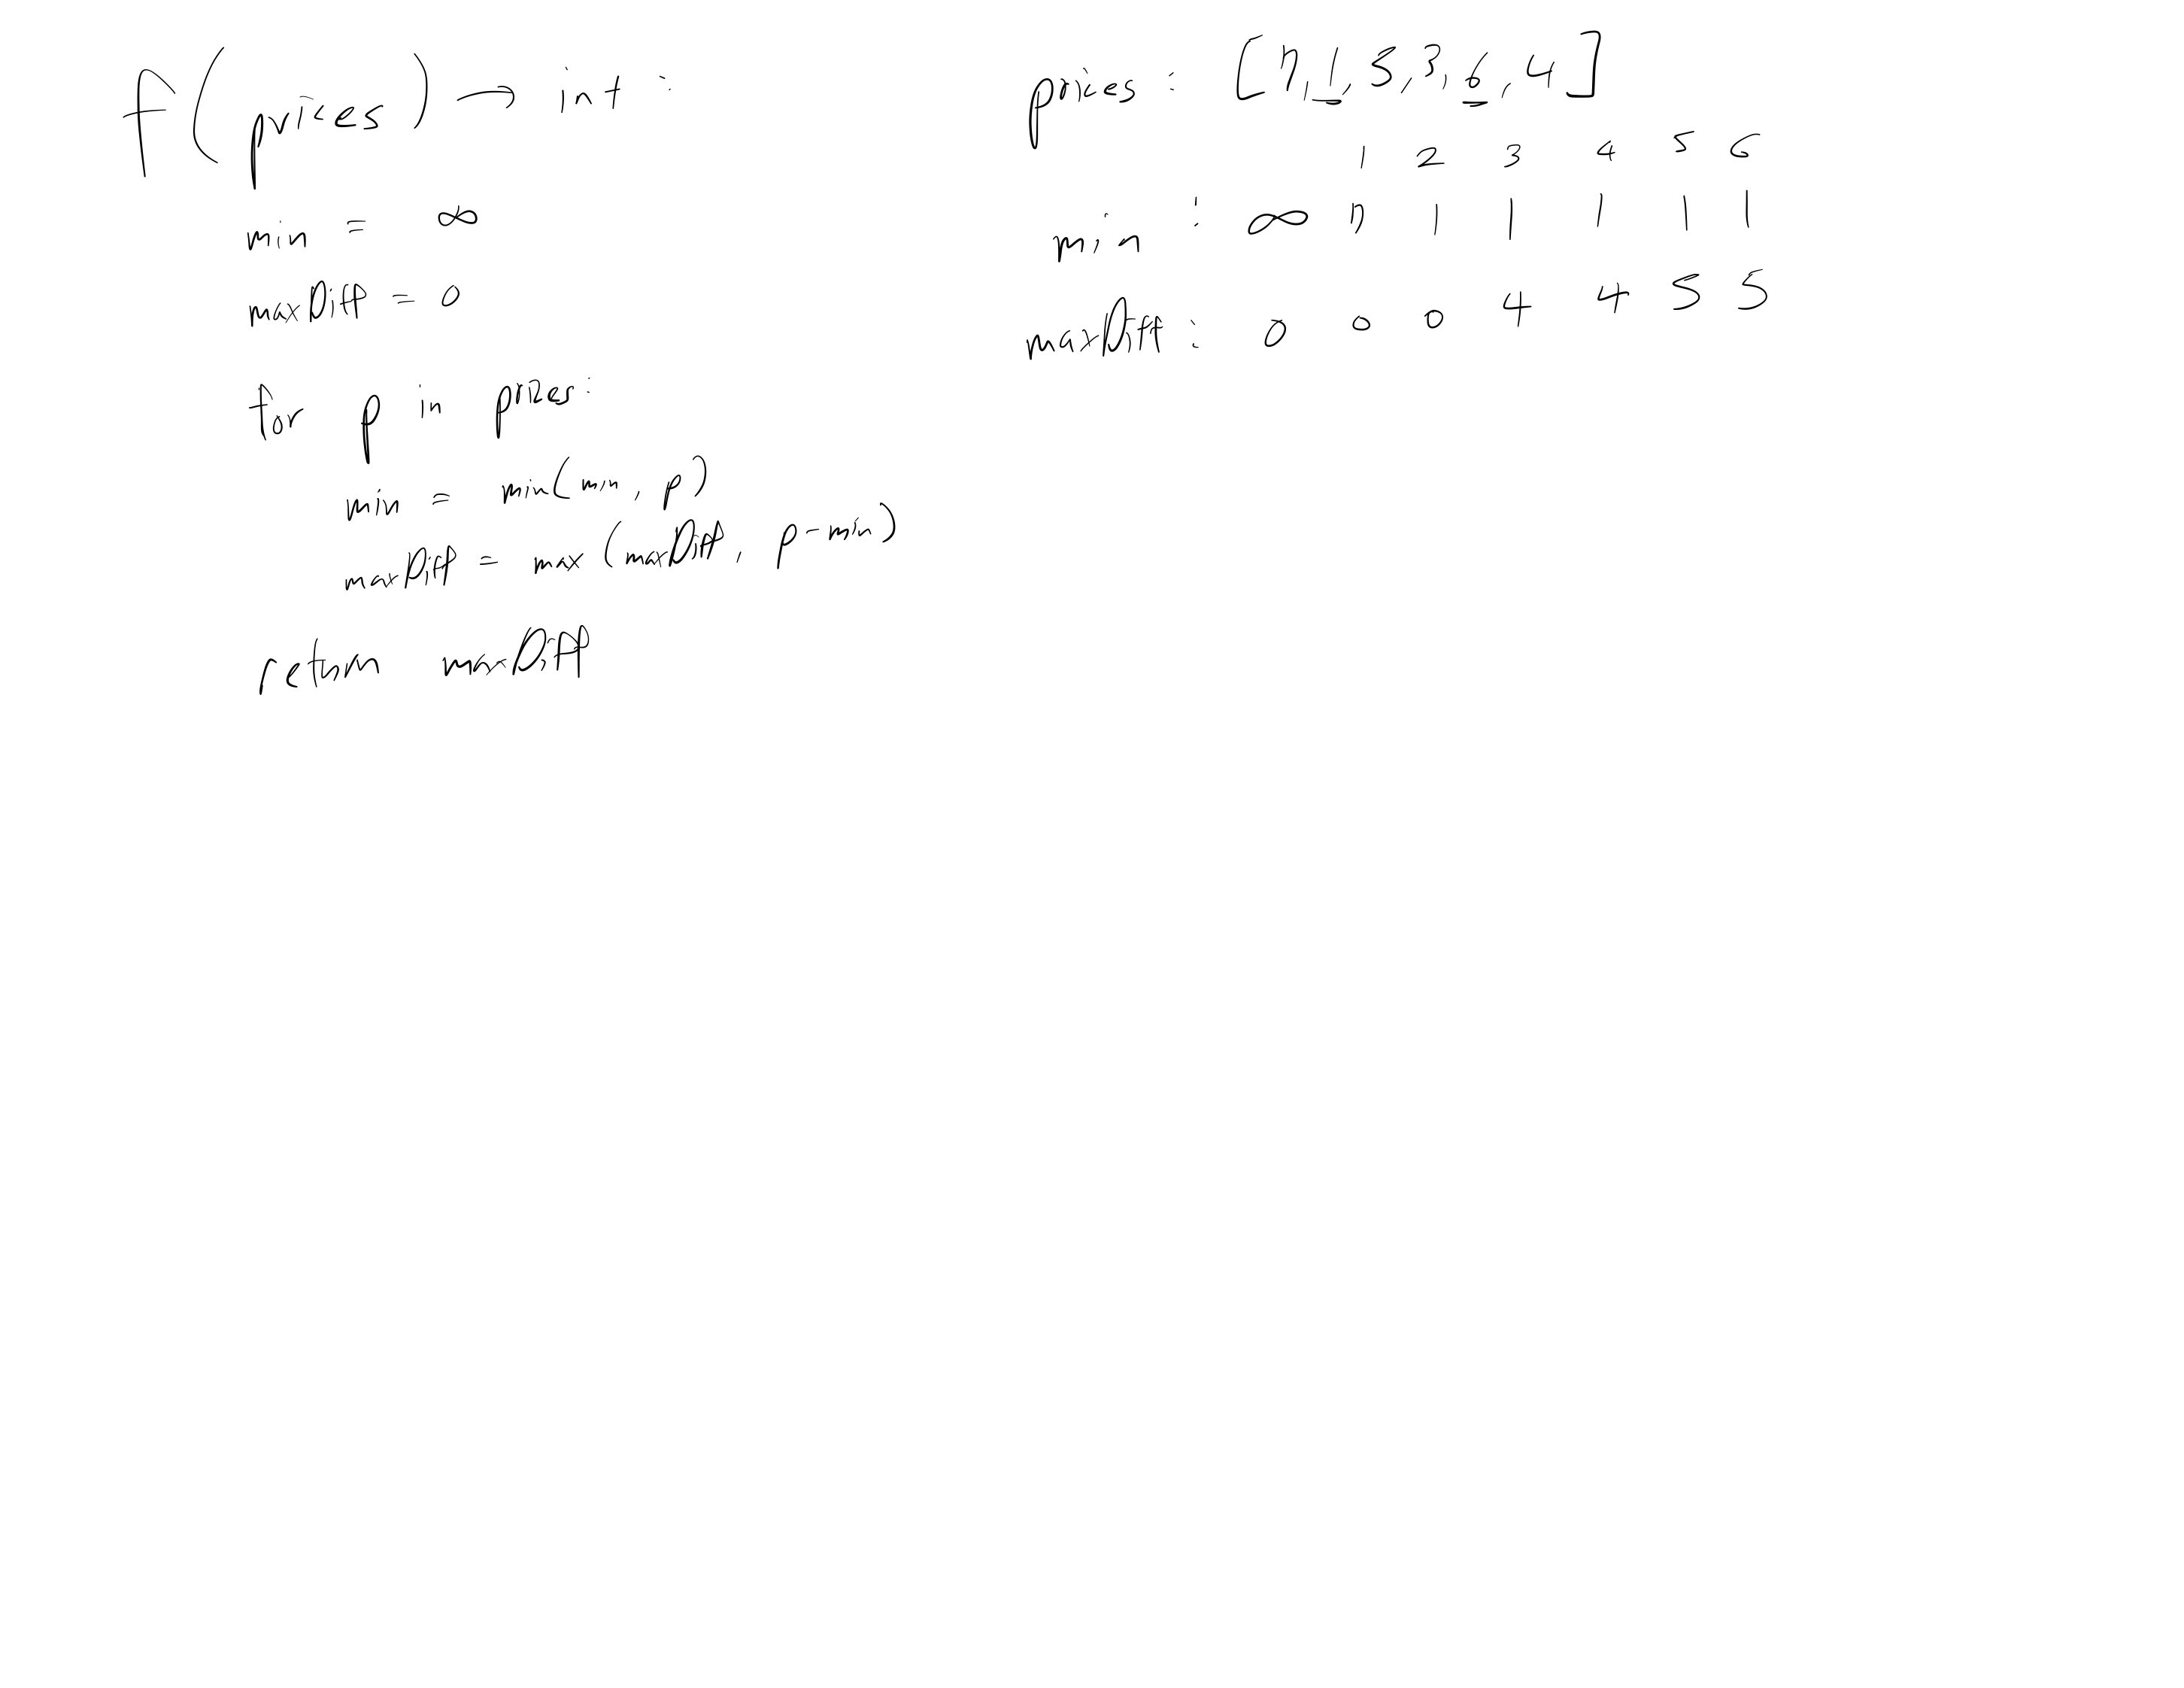 f(prices) → int:
min = ∞
maxDiff = 0
for p in prices:
min = min(min, p)
maxDiff = max(maxDiff, p-min)
return maxDiff
prices: [7, 1, 5, 3, 6, 4]
1 2 3 4 5 6
min: ∞ 7 1 1 1 1 1
maxDiff: 0 0 0 4 4 5 5